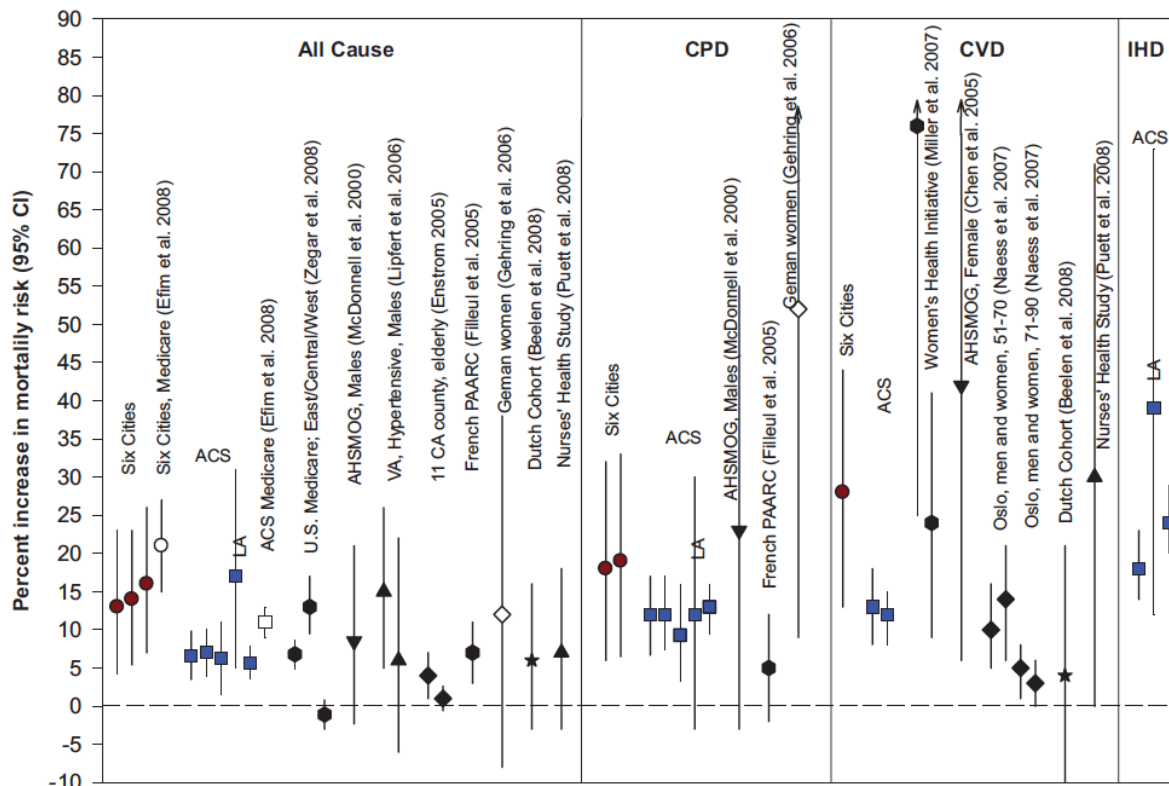 Percent increase in mortalily risk (95% CI)
90
85
80
75
70
65
60
55
50
45
40
35
30
25
20
15
10
5
0
-5
-10
All Cause
Six Cities
Six Cities, Medicare (Efim et al. 2008)
ACS
LA
ACS Medicare (Efim et al. 2008)
U.S. Medicare; East/Central/West (Zegar et al. 2008)
AHSMOG, Males (McDonnell et al. 2000)
VA, Hypertensive, Males (Lipfert et al. 2006)
11 CA county, elderly (Enstrom 2005)
French PAARC (Filleul et al. 2005)
Geman women (Gehring et al. 2006)
Dutch Cohort (Beelen et al. 2008)
Nurses' Health Study (Puett et al. 2008)
CPD
Six Cities
ACS
LA
AHSMOG, Males (McDonnell et al. 2000)
French PAARC (Filleul et al. 2005)
Geman women (Gehring et al. 2006)
CVD
Six Cities
ACS
Women's Health Initiative (Miller et al. 2007)
AHSMOG, Female (Chen et al. 2005)
Oslo, men and women, 51-70 (Naess et al. 2007)
Oslo, men and women, 71-90 (Naess et al. 2007)
Dutch Cohort (Beelen et al. 2008)
Nurses' Health Study (Puett et al. 2008)
IHD
ACS
LA